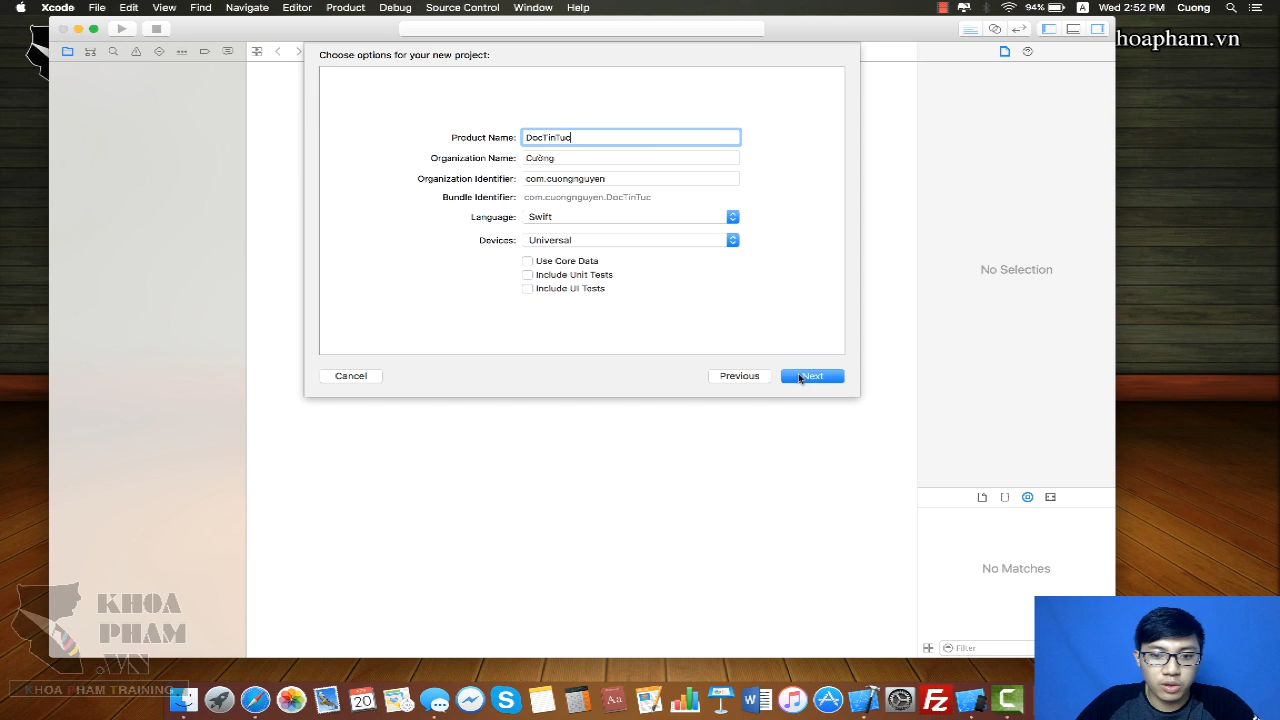 Xcode File Edit View Find Navigate Editor Product Debug Source Control Window Help 94% A Wed 2:52 PM Cuong
hoapham.vn
Choose options for your new project:
Product Name: DocTinTuc
Organization Name: Cường
Organization Identifier: com.cuongnguyen
Bundle Identifier: com.cuongnguyen.DocTinTuc
Language: Swift
Devices: Universal
Use Core Data
Include Unit Tests
Include UI Tests
Cancel Previous Next
No Selection
No Matches
Filter
KHOA
PHAM
.VN
KHOA PHAM TRAINING
20